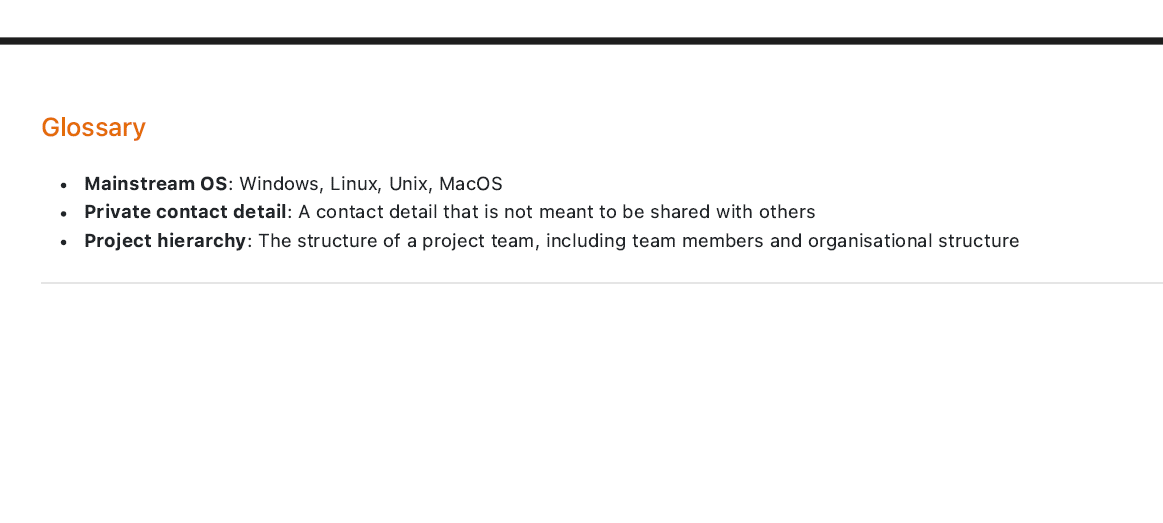 Glossary
• Mainstream OS: Windows, Linux, Unix, MacOS
• Private contact detail: A contact detail that is not meant to be shared with others
• Project hierarchy: The structure of a project team, including team members and organisational structure